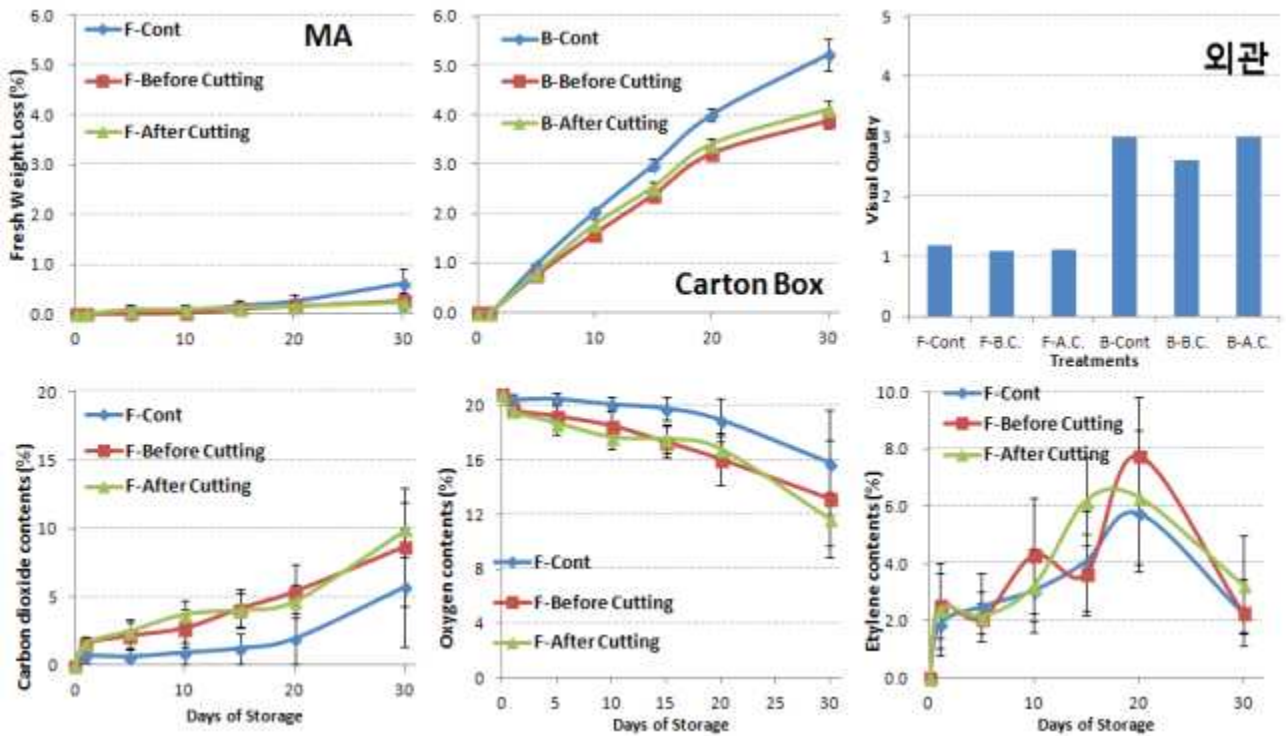 6.0
5.0
4.0
3.0
2.0
1.0
0.0
Fresh Weight Loss (%)
F-Cont
F-Before Cutting
F-After Cutting
MA
0
10
20
30
6.0
5.0
4.0
3.0
2.0
1.0
0.0
B-Cont
B-Before Cutting
B-After Cutting
Carton Box
0
10
20
30
5
4
3
2
1
0
Visual Quality
외관
F-Cont
F-B.C.
F-A.C.
B-Cont
B-B.C.
B-A.C.
Treatments
20
15
10
5
0
Carbon dioxide contents (%)
F-Cont
F-Before Cutting
F-After Cutting
0
10
20
30
Days of Storage
20
16
12
8
4
0
Oxygen contents (%)
F-Cont
F-Before Cutting
F-After Cutting
0
5
10
15
20
25
30
Days of Storage
10.0
8.0
6.0
4.0
2.0
0.0
Etylene contents (%)
F-Cont
F-Before Cutting
F-After Cutting
0
10
20
30
Days of Storage